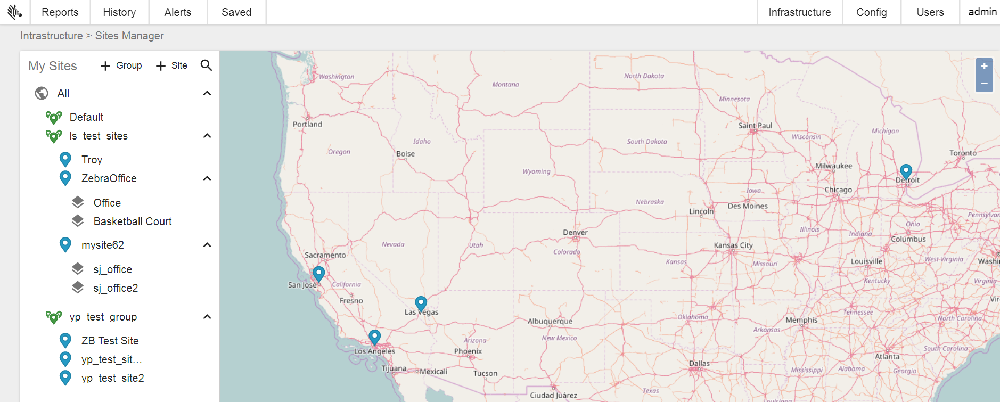 Reports History Alerts Saved Infrastructure Config Users admin
Intrastructure > Sites Manager
My Sites + Group + Site
All
Default
ls_test_sites
Troy
ZebraOffice
Office
Basketball Court
mysite62
sj_office
sj_office2
yp_test_group
ZB Test Site
yp_test_sit...
yp_test_site2
+
−
Washington
Montana
North Dakota
Minnesota
Portland
Saint Paul
Michigan
Wisconsin
Idaho
South Dakota
Oregon
Boise
Toronto
Milwaukee
Wyoming
Detroit
Chicago
Iowa
Nebraska
Des Moines
Lincoln
Pennsylvan
Ohio
Illinois
Indiana
Columbus
Denver
Nevada
Utah
Colorado
Kansas City
Sacramento
Kansas
Missouri
Louisville
West Virginia
Washin
San José
California
Kentucky
Virginia
Fresno
Las Vegas
Vir
Tennessee
Oklahoma
Memphis
North Carolina
Albuquerque
Arkansas
Arizona
New Mexico
Los Angeles
Phoenix
South Carolina
Atlanta
Tijuana
Mexicali
Tucson
Dallas
Mississippi
Alabama
Georgia
Texas
Ciudad Juárez
Louisiana